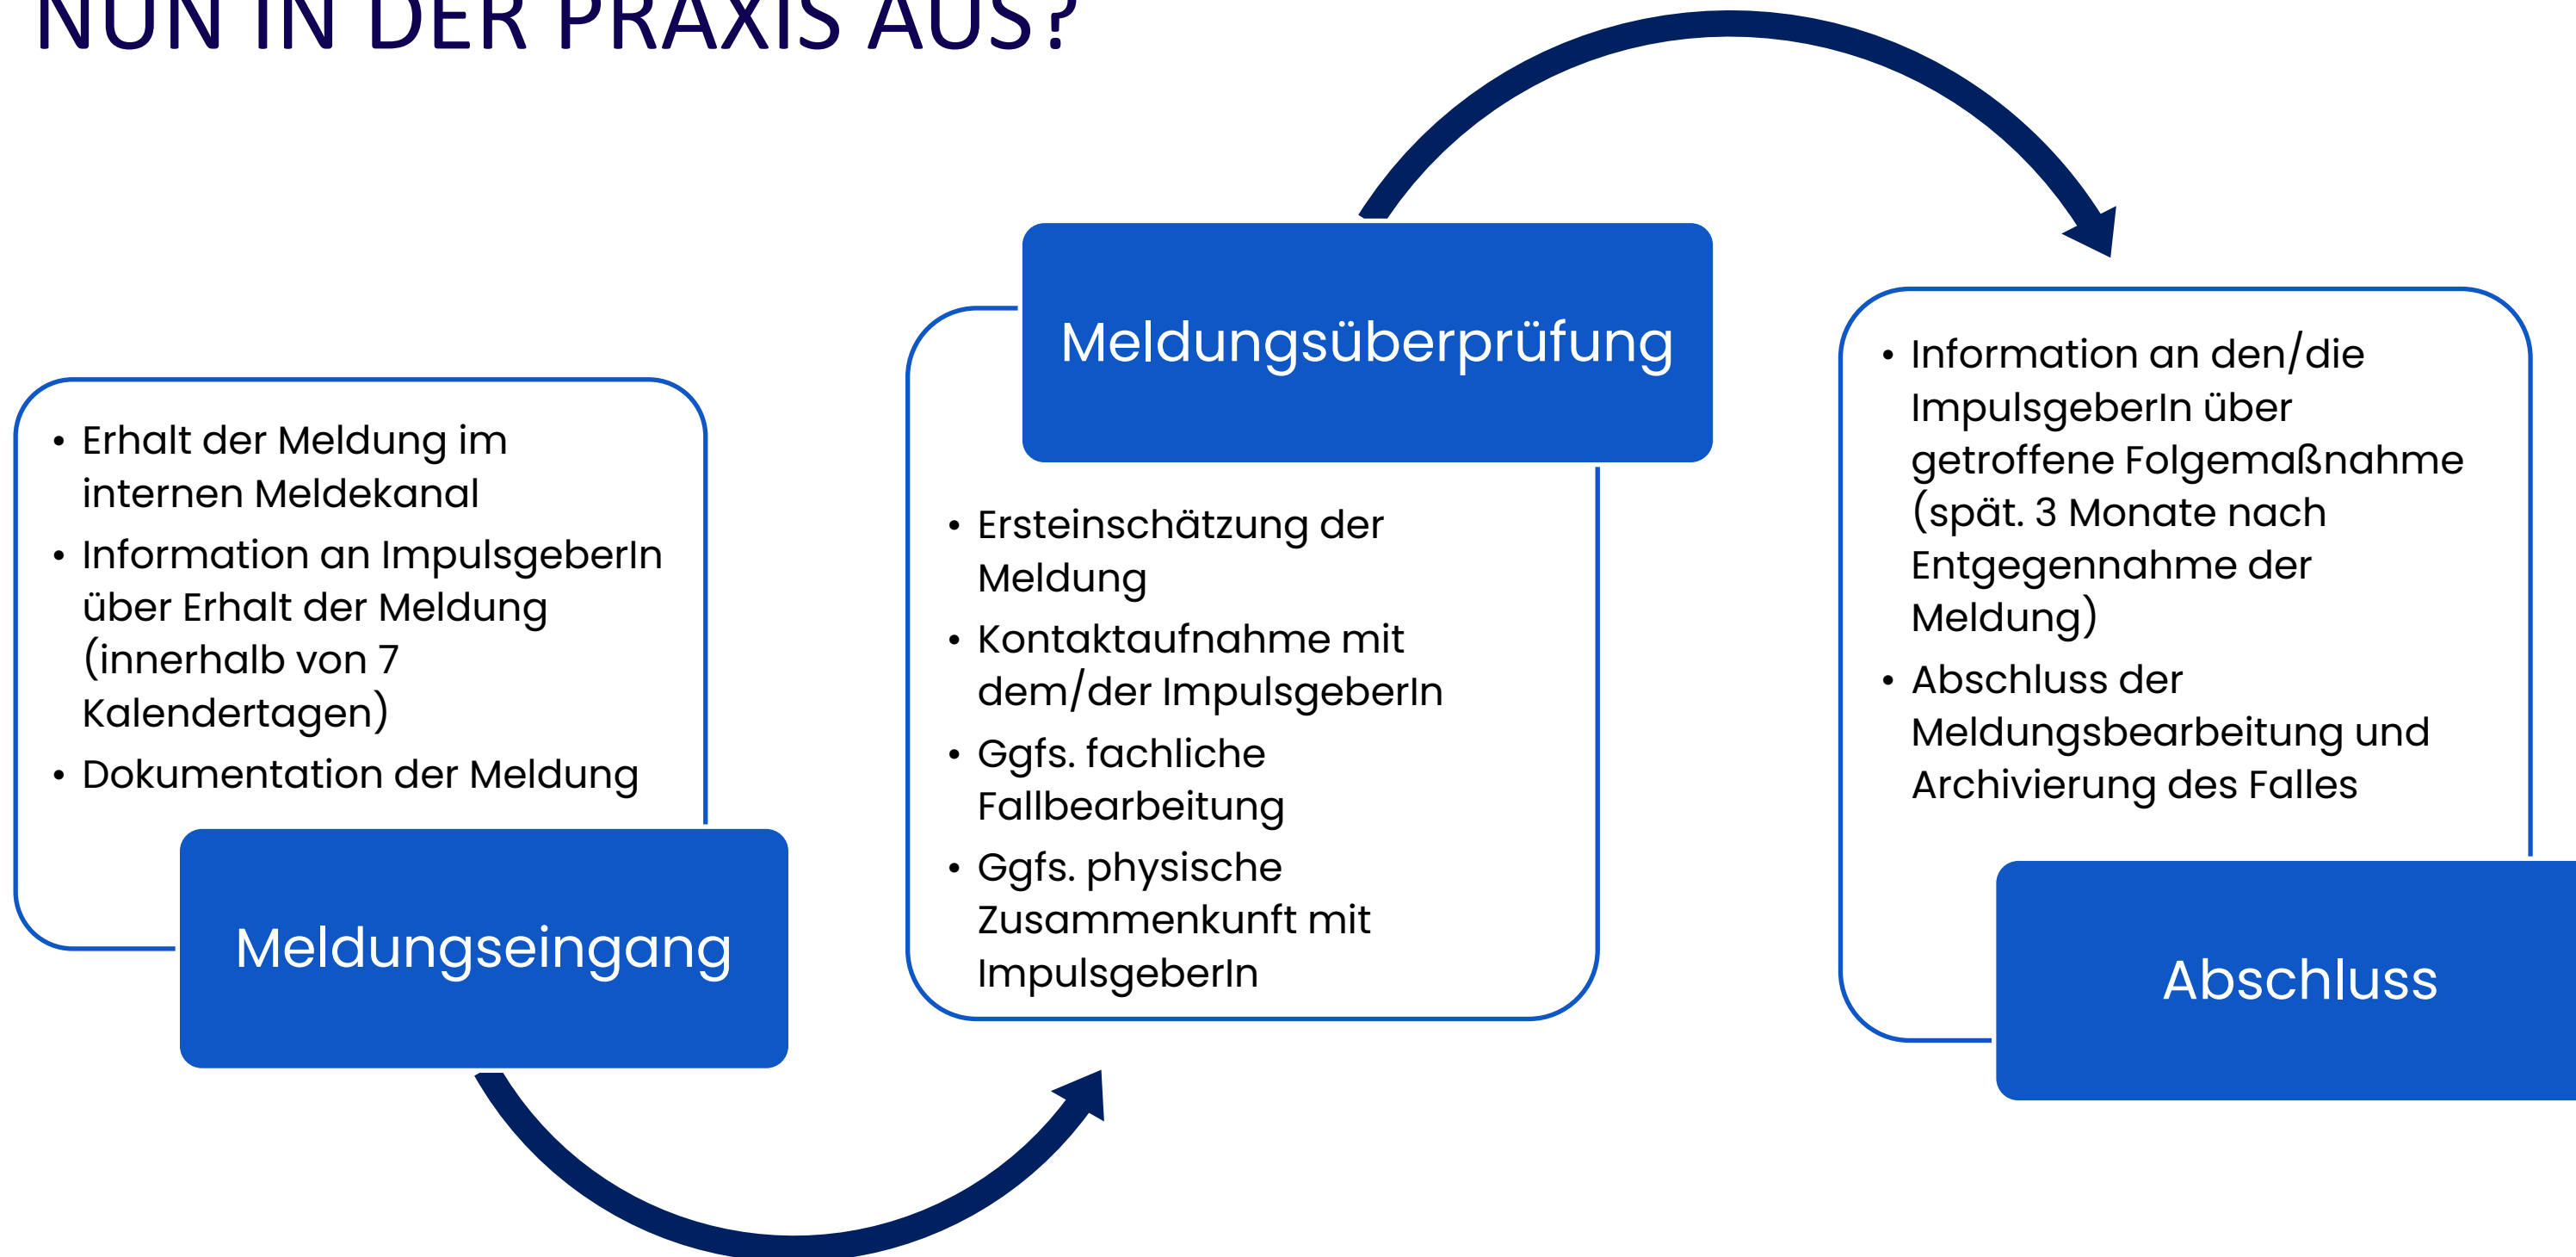 NUN IN DER PRAXIS AUS?
• Erhalt der Meldung im
internen Meldekanal
• Information an ImpulsgeberIn
über Erhalt der Meldung
(innerhalb von 7
Kalendertagen)
• Dokumentation der Meldung
Meldungseingang
Meldungsüberprüfung
• Ersteinschätzung der
Meldung
• Kontaktaufnahme mit
dem/der ImpulsgeberIn
• Ggfs. fachliche
Fallbearbeitung
• Ggfs. physische
Zusammenkunft mit
ImpulsgeberIn
• Information an den/die
ImpulsgeberIn über
getroffene Folgemaßnahme
(spät. 3 Monate nach
Entgegennahme der
Meldung)
• Abschluss der
Meldungsbearbeitung und
Archivierung des Falles
Abschluss